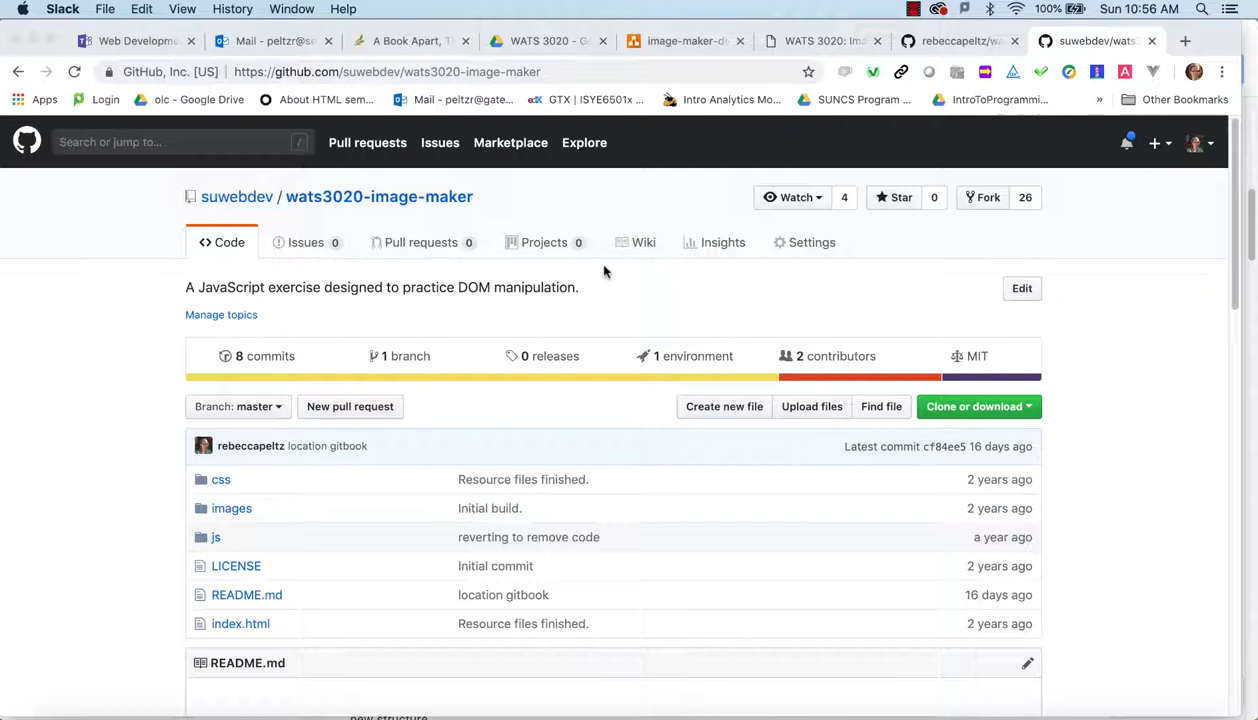 Slack File Edit View History Window Help 100% Sun 10:56 AM
Web Developm Mail - peltzr@se A Book Apart, T WATS 3020 - G image-maker-d WATS 3020: Im rebeccapeltz/wa suwebdev/wats
GitHub, Inc. [US] https://github.com/suwebdev/wats3020-image-maker
Apps Login olc - Google Drive About HTML sem... Mail - peltzr@gate... GTX | ISYE6501x ... Intro Analytics Mo... SUNCS Program ... IntroToProgrammi... » Other Bookmarks
Search or jump to... / Pull requests Issues Marketplace Explore
suwebdev / wats3020-image-maker Watch 4 Star 0 Fork 26
Code Issues 0 Pull requests 0 Projects 0 Wiki Insights Settings
A JavaScript exercise designed to practice DOM manipulation. Edit
Manage topics
8 commits 1 branch 0 releases 1 environment 2 contributors MIT
Branch: master New pull request Create new file Upload files Find file Clone or download
rebeccapeltz location gitbook Latest commit cf84ee5 16 days ago
css Resource files finished. 2 years ago
images Initial build. 2 years ago
js reverting to remove code a year ago
LICENSE Initial commit 2 years ago
README.md location gitbook 16 days ago
index.html Resource files finished. 2 years ago
README.md
new structure